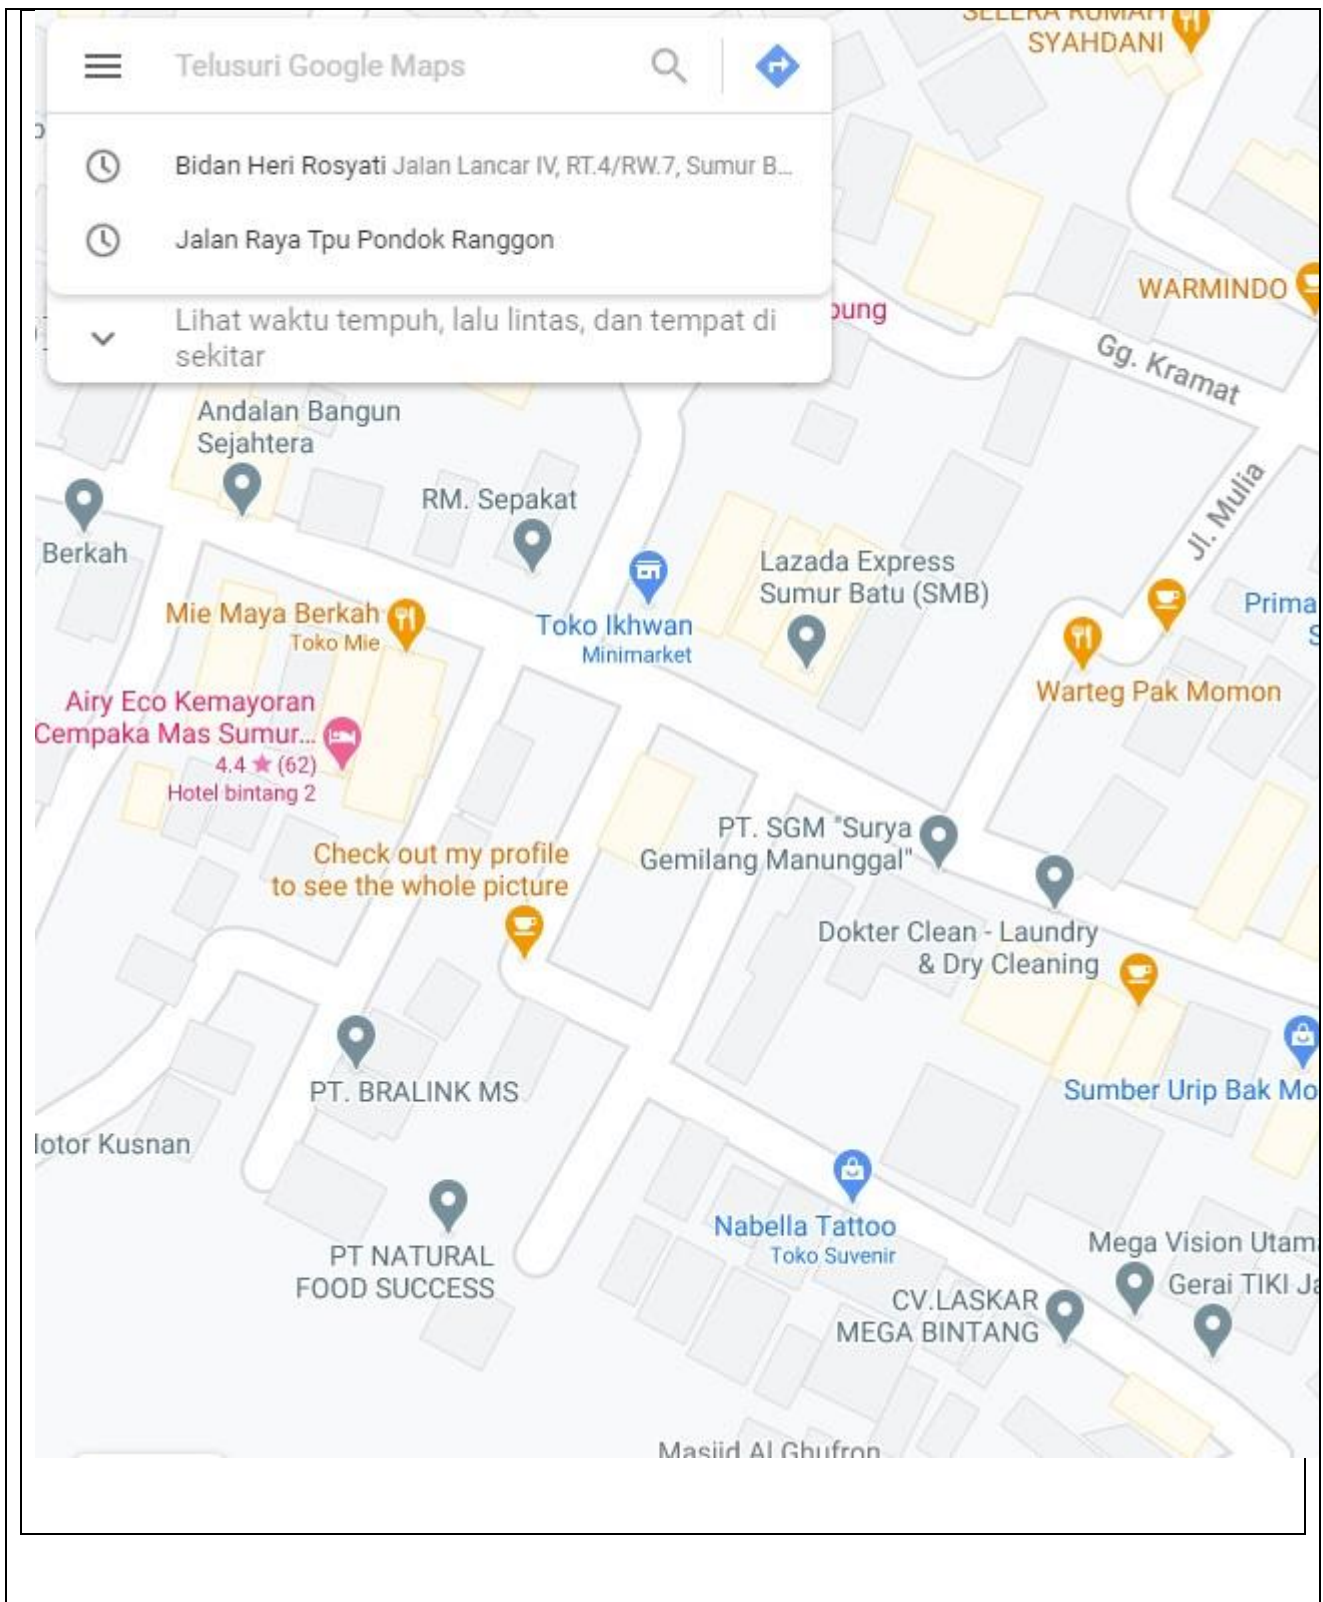 SELERA RUMAH
SYAHDANI
Telusuri Google Maps
Bidan Heri Rosyati Jalan Lancar IV, RT.4/RW.7, Sumur B...
Jalan Raya Tpu Pondok Ranggon
WARMINDO
Lihat waktu tempuh, lalu lintas, dan tempat di
sekitar
Gg. Kramat
Andalan Bangun
Sejahtera
RM. Sepakat
Jl. Mulia
Berkah
Lazada Express
Sumur Batu (SMB)
Mie Maya Berkah
Toko Mie
Toko Ikhwan
Minimarket
Prima
Warteg Pak Momon
Airy Eco Kemayoran
Cempaka Mas Sumur...
4.4 ★ (62)
Hotel bintang 2
PT. SGM "Surya
Gemilang Manunggal"
Check out my profile
to see the whole picture
Dokter Clean - Laundry
& Dry Cleaning
PT. BRALINK MS
Sumber Urip Bak Mo
otor Kusnan
Nabella Tattoo
Toko Suvenir
PT NATURAL
FOOD SUCCESS
Mega Vision Utam
Gerai TIKI Ja
CV.LASKAR
MEGA BINTANG
Masjid Al Ghufron